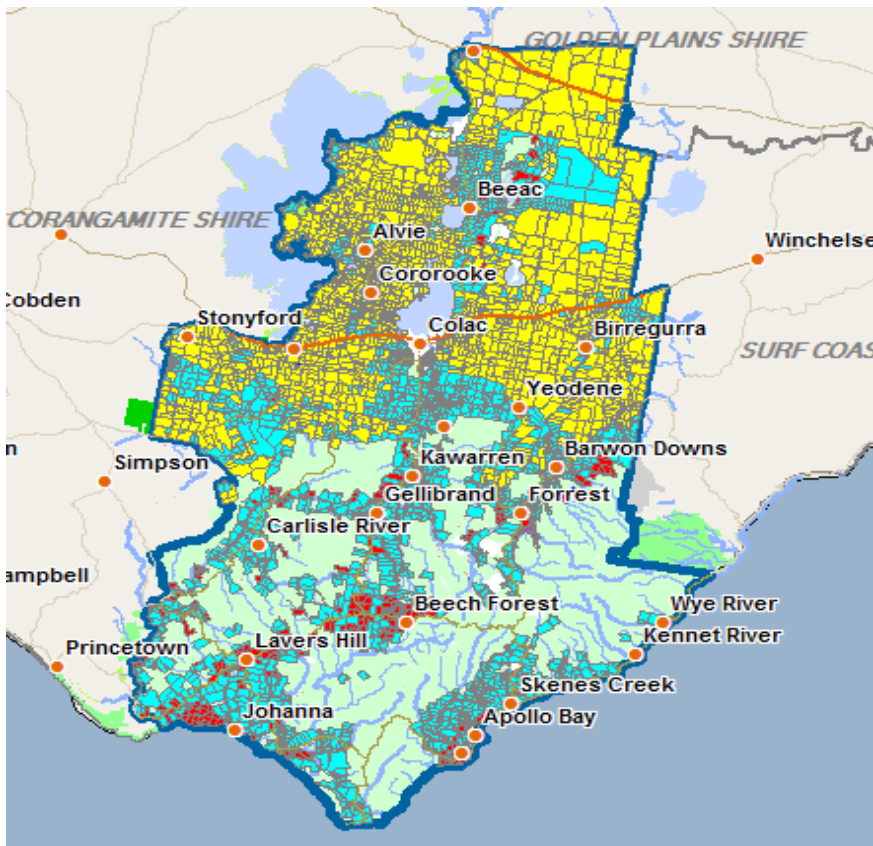 GOLDEN PLAINS SHIRE
Beeac
CORANGAMITE SHIRE
Alvie
Winchelse
Cororooke
Cobden
Stonyford
Colac
Birregurra
SURF COAS
Yeodene
n
Barwon Downs
Simpson
Kawarren
Gellibrand
Forrest
Carlisle River
ampbell
Beech Forest
Wye River
Kennet River
Princetown
Lavers Hill
Skenes Creek
Johanna
Apollo Bay